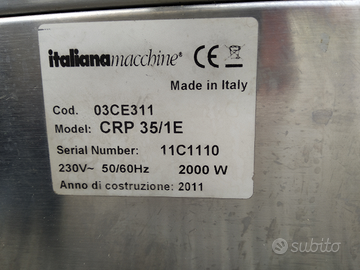 italianamacchine® CE
Made in Italy
Cod. 03CE311
Model: CRP 35/1E
Serial Number: 11C1110
230V~ 50/60Hz 2000 W
Anno di costruzione: 2011
subito